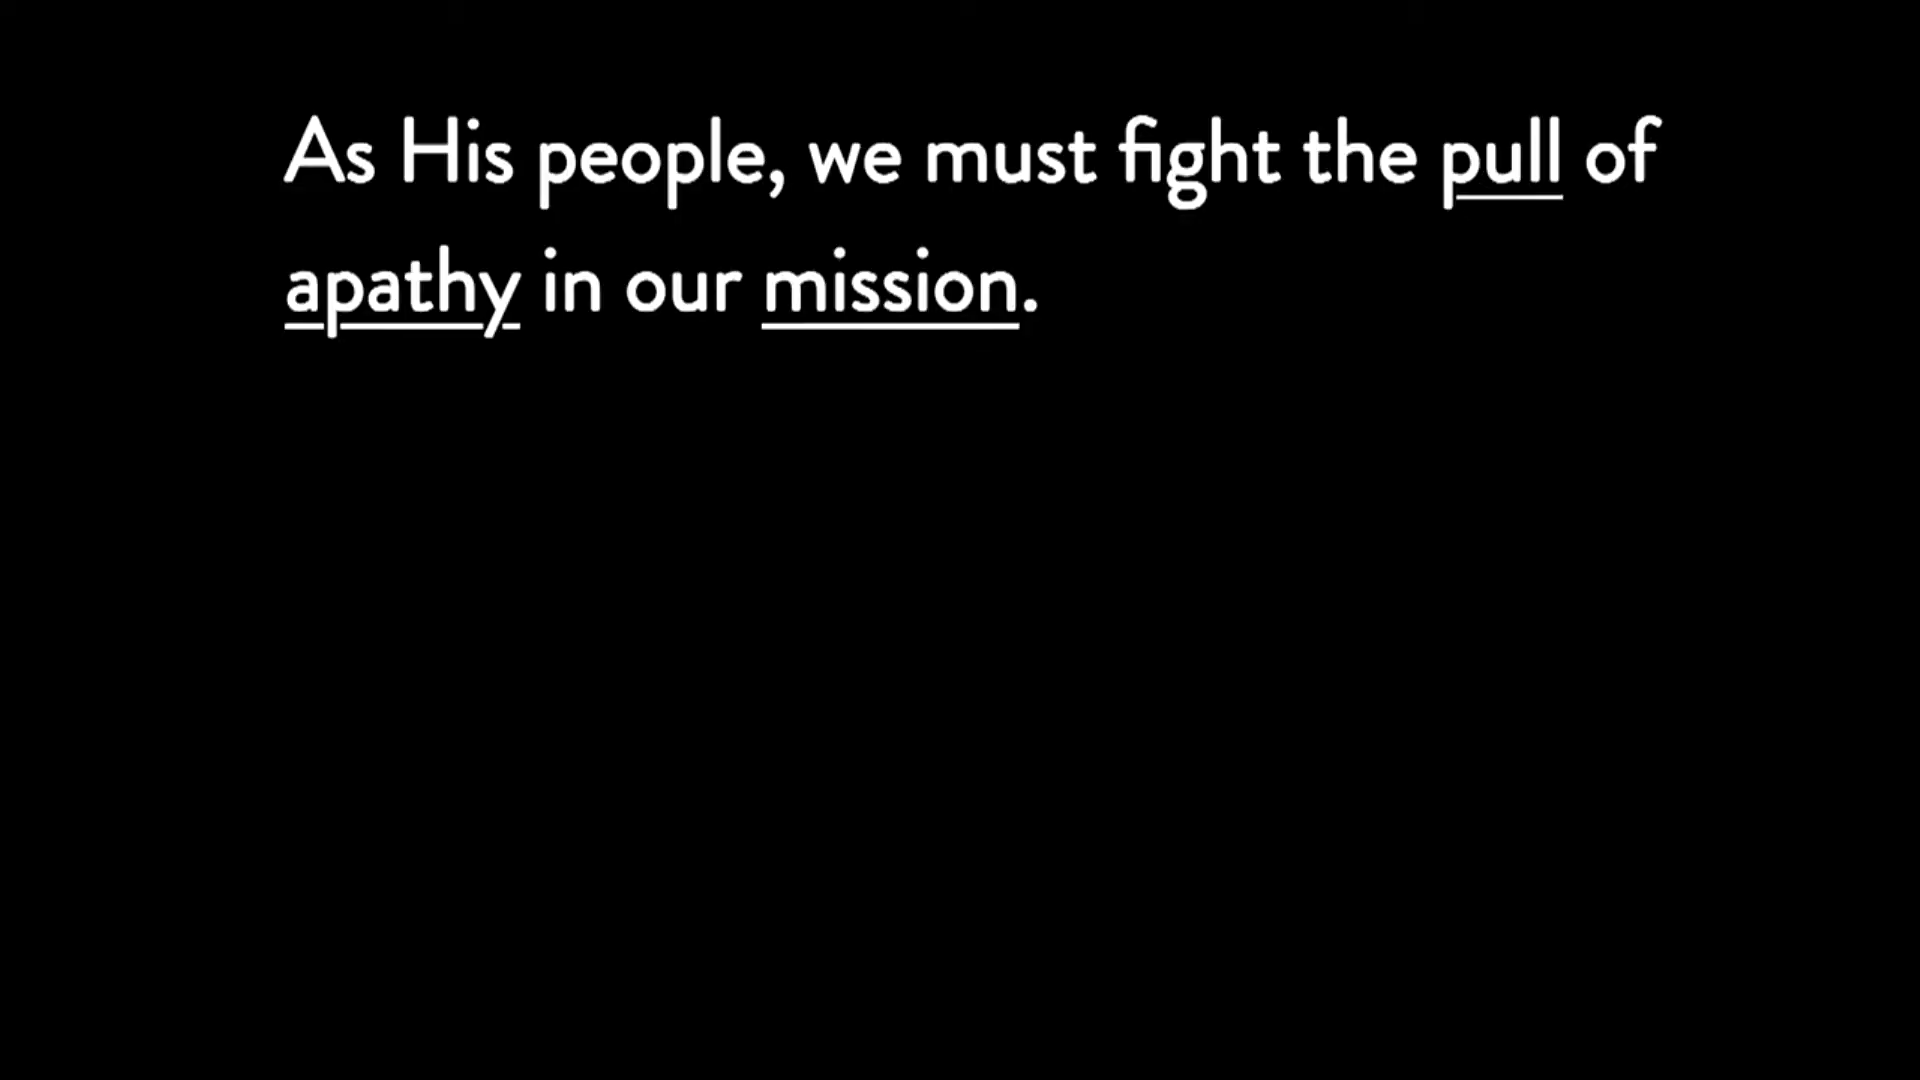 As His people, we must fight the pull of
apathy in our mission.